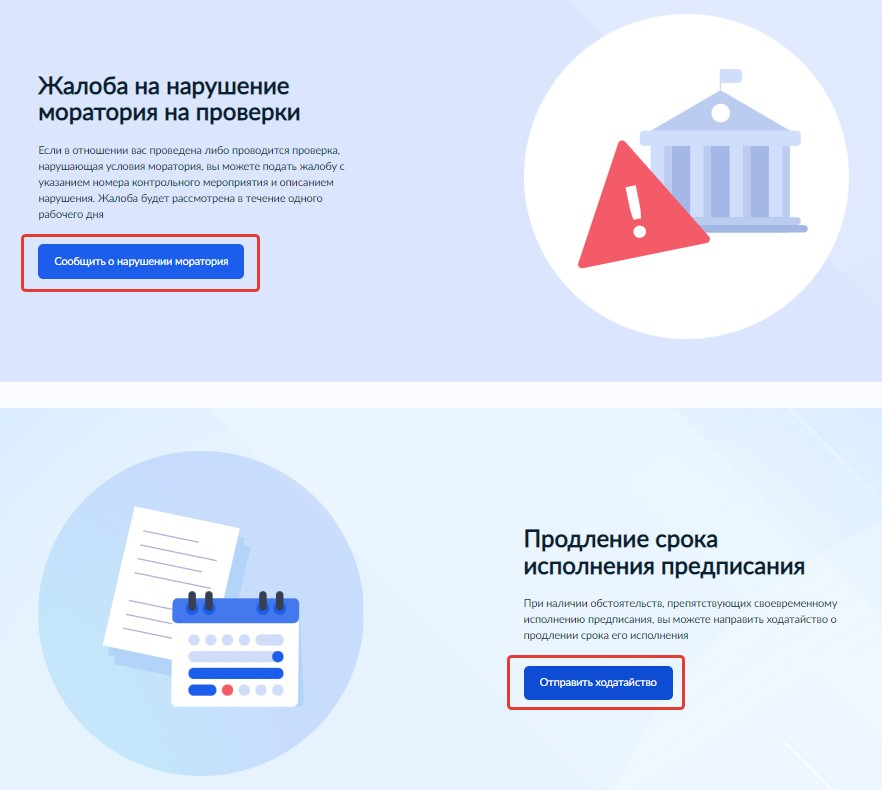 Жалоба на нарушение
моратория на проверки
Если в отношении вас проведена либо проводится проверка,
нарушающая условия моратория, вы можете подать жалобу с
указанием номера контрольного мероприятия и описанием
нарушения. Жалоба будет рассмотрена в течение одного
рабочего дня
Сообщить о нарушении моратория
Продление срока
исполнения предписания
При наличии обстоятельств, препятствующих своевременному
исполнению предписания, вы можете направить ходатайство о
продлении срока его исполнения
Отправить ходатайство